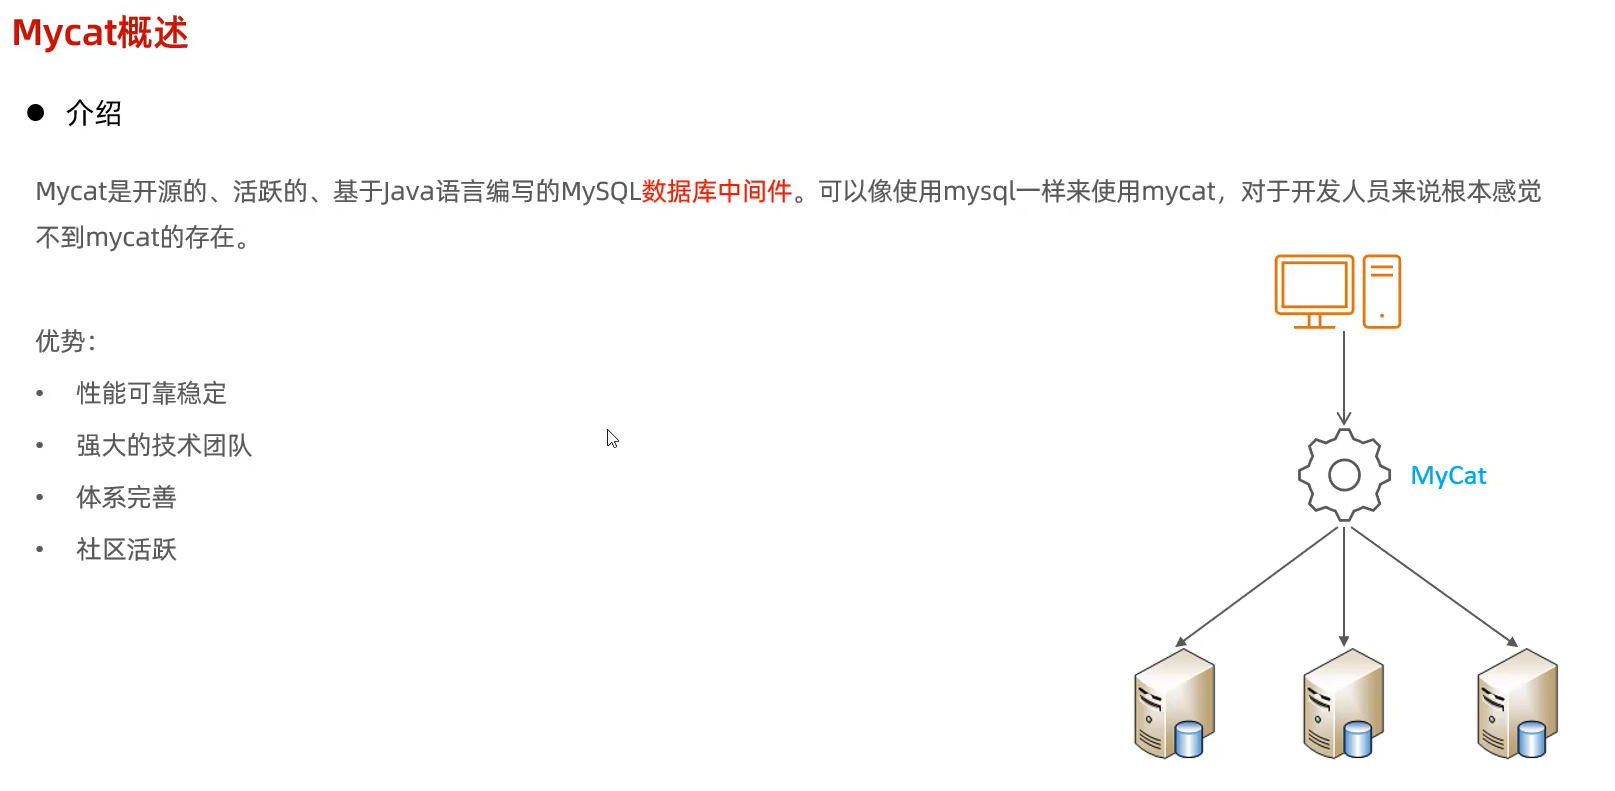 Mycat概述
● 介绍
Mycat是开源的、活跃的、基于Java语言编写的MySQL数据库中间件。可以像使用mysql一样来使用mycat，对于开发人员来说根本感觉
不到mycat的存在。
优势：
• 性能可靠稳定
• 强大的技术团队
• 体系完善
• 社区活跃
MyCat